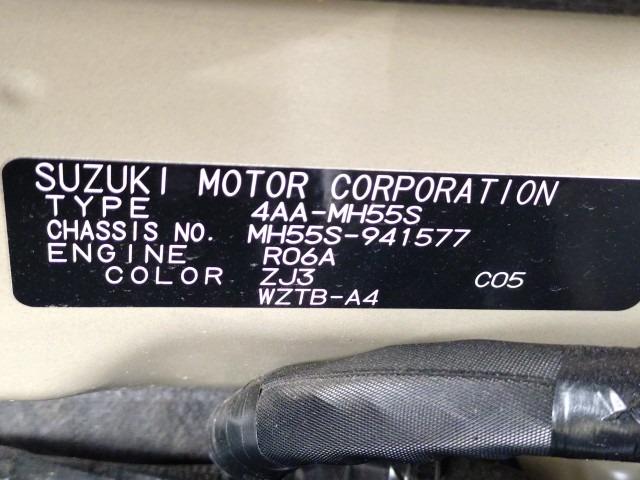 SUZUKI MOTOR CORPORATION
TYPE 4AA-MH55S
CHASSIS NO. MH55S-941577
ENGINE R06A
COLOR ZJ3 C05
WZTB-A4